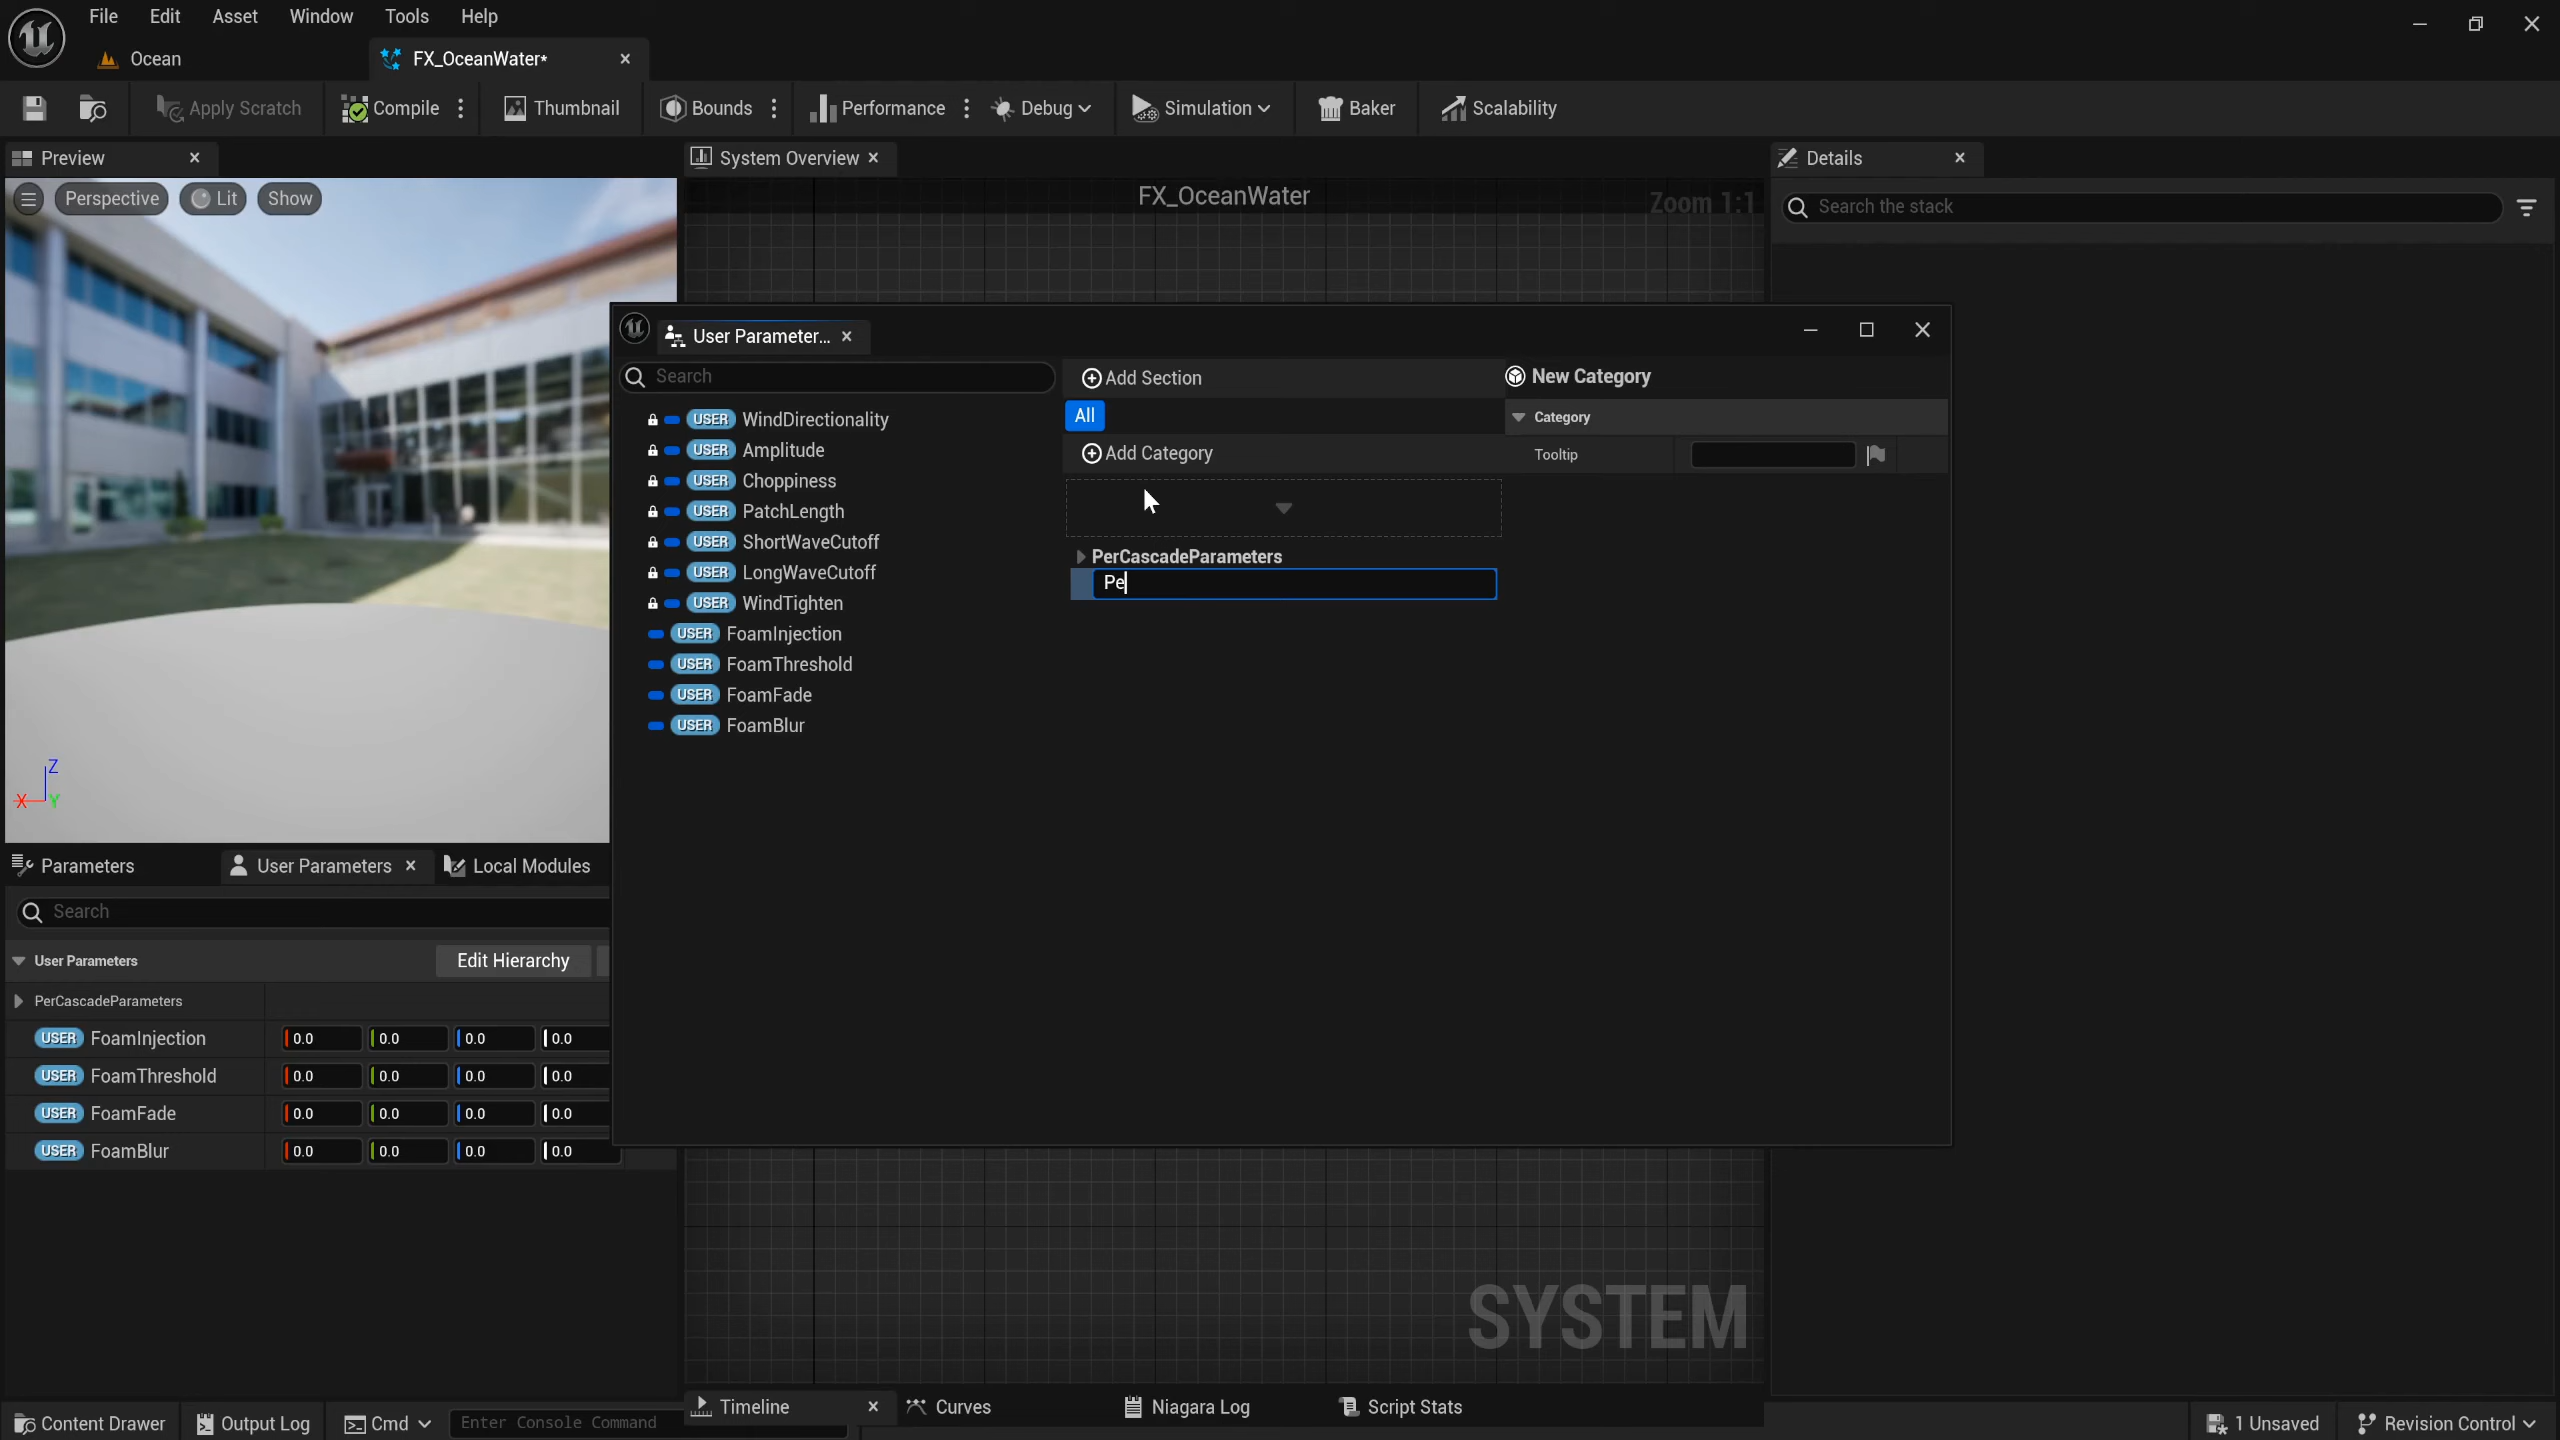 File Edit Asset Window Tools Help
Ocean
FX_OceanWater*
Apply Scratch
Compile
Thumbnail
Bounds
Performance
Debug
Simulation
Baker
Scalability
Preview
System Overview
Details
Perspective
Lit
Show
FX_OceanWater
Zoom 1:1
Search the stack
User Parameter...
Search
WindDirectionality
USER
Amplitude
USER
Choppiness
USER
PatchLength
USER
ShortWaveCutoff
USER
LongWaveCutoff
USER
WindTighten
USER
FoamInjection
USER
FoamThreshold
USER
FoamFade
USER
FoamBlur
USER
Add Section
All
Add Category
PerCascadeParameters
Pe
New Category
Category
Tooltip
Z
X
Y
Parameters
User Parameters
Local Modules
Search
User Parameters
Edit Hierarchy
PerCascadeParameters
USER FoamInjection 0.0 0.0 0.0 0.0
USER FoamThreshold 0.0 0.0 0.0 0.0
USER FoamFade 0.0 0.0 0.0 0.0
USER FoamBlur 0.0 0.0 0.0 0.0
SYSTEM
Timeline
Curves
Niagara Log
Script Stats
Content Drawer
Output Log
Cmd
Enter Console Command
1 Unsaved
Revision Control